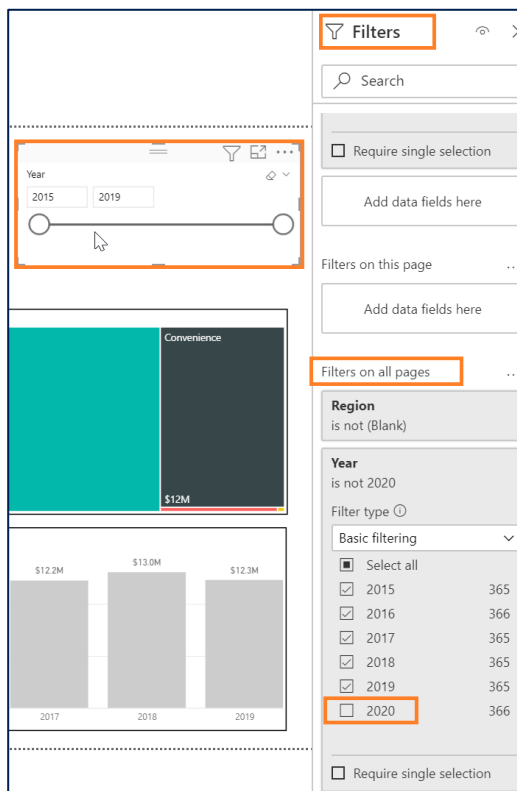 Filters
Search
Require single selection
Add data fields here
Filters on this page
Add data fields here
Filters on all pages
Region
is not (Blank)
Year
is not 2020
Filter type
Basic filtering
Select all
2015 365
2016 366
2017 365
2018 365
2019 365
2020 366
Require single selection
Year
2015 2019
Convenience
$12M
$12.2M $13.0M $12.3M
2017 2018 2019